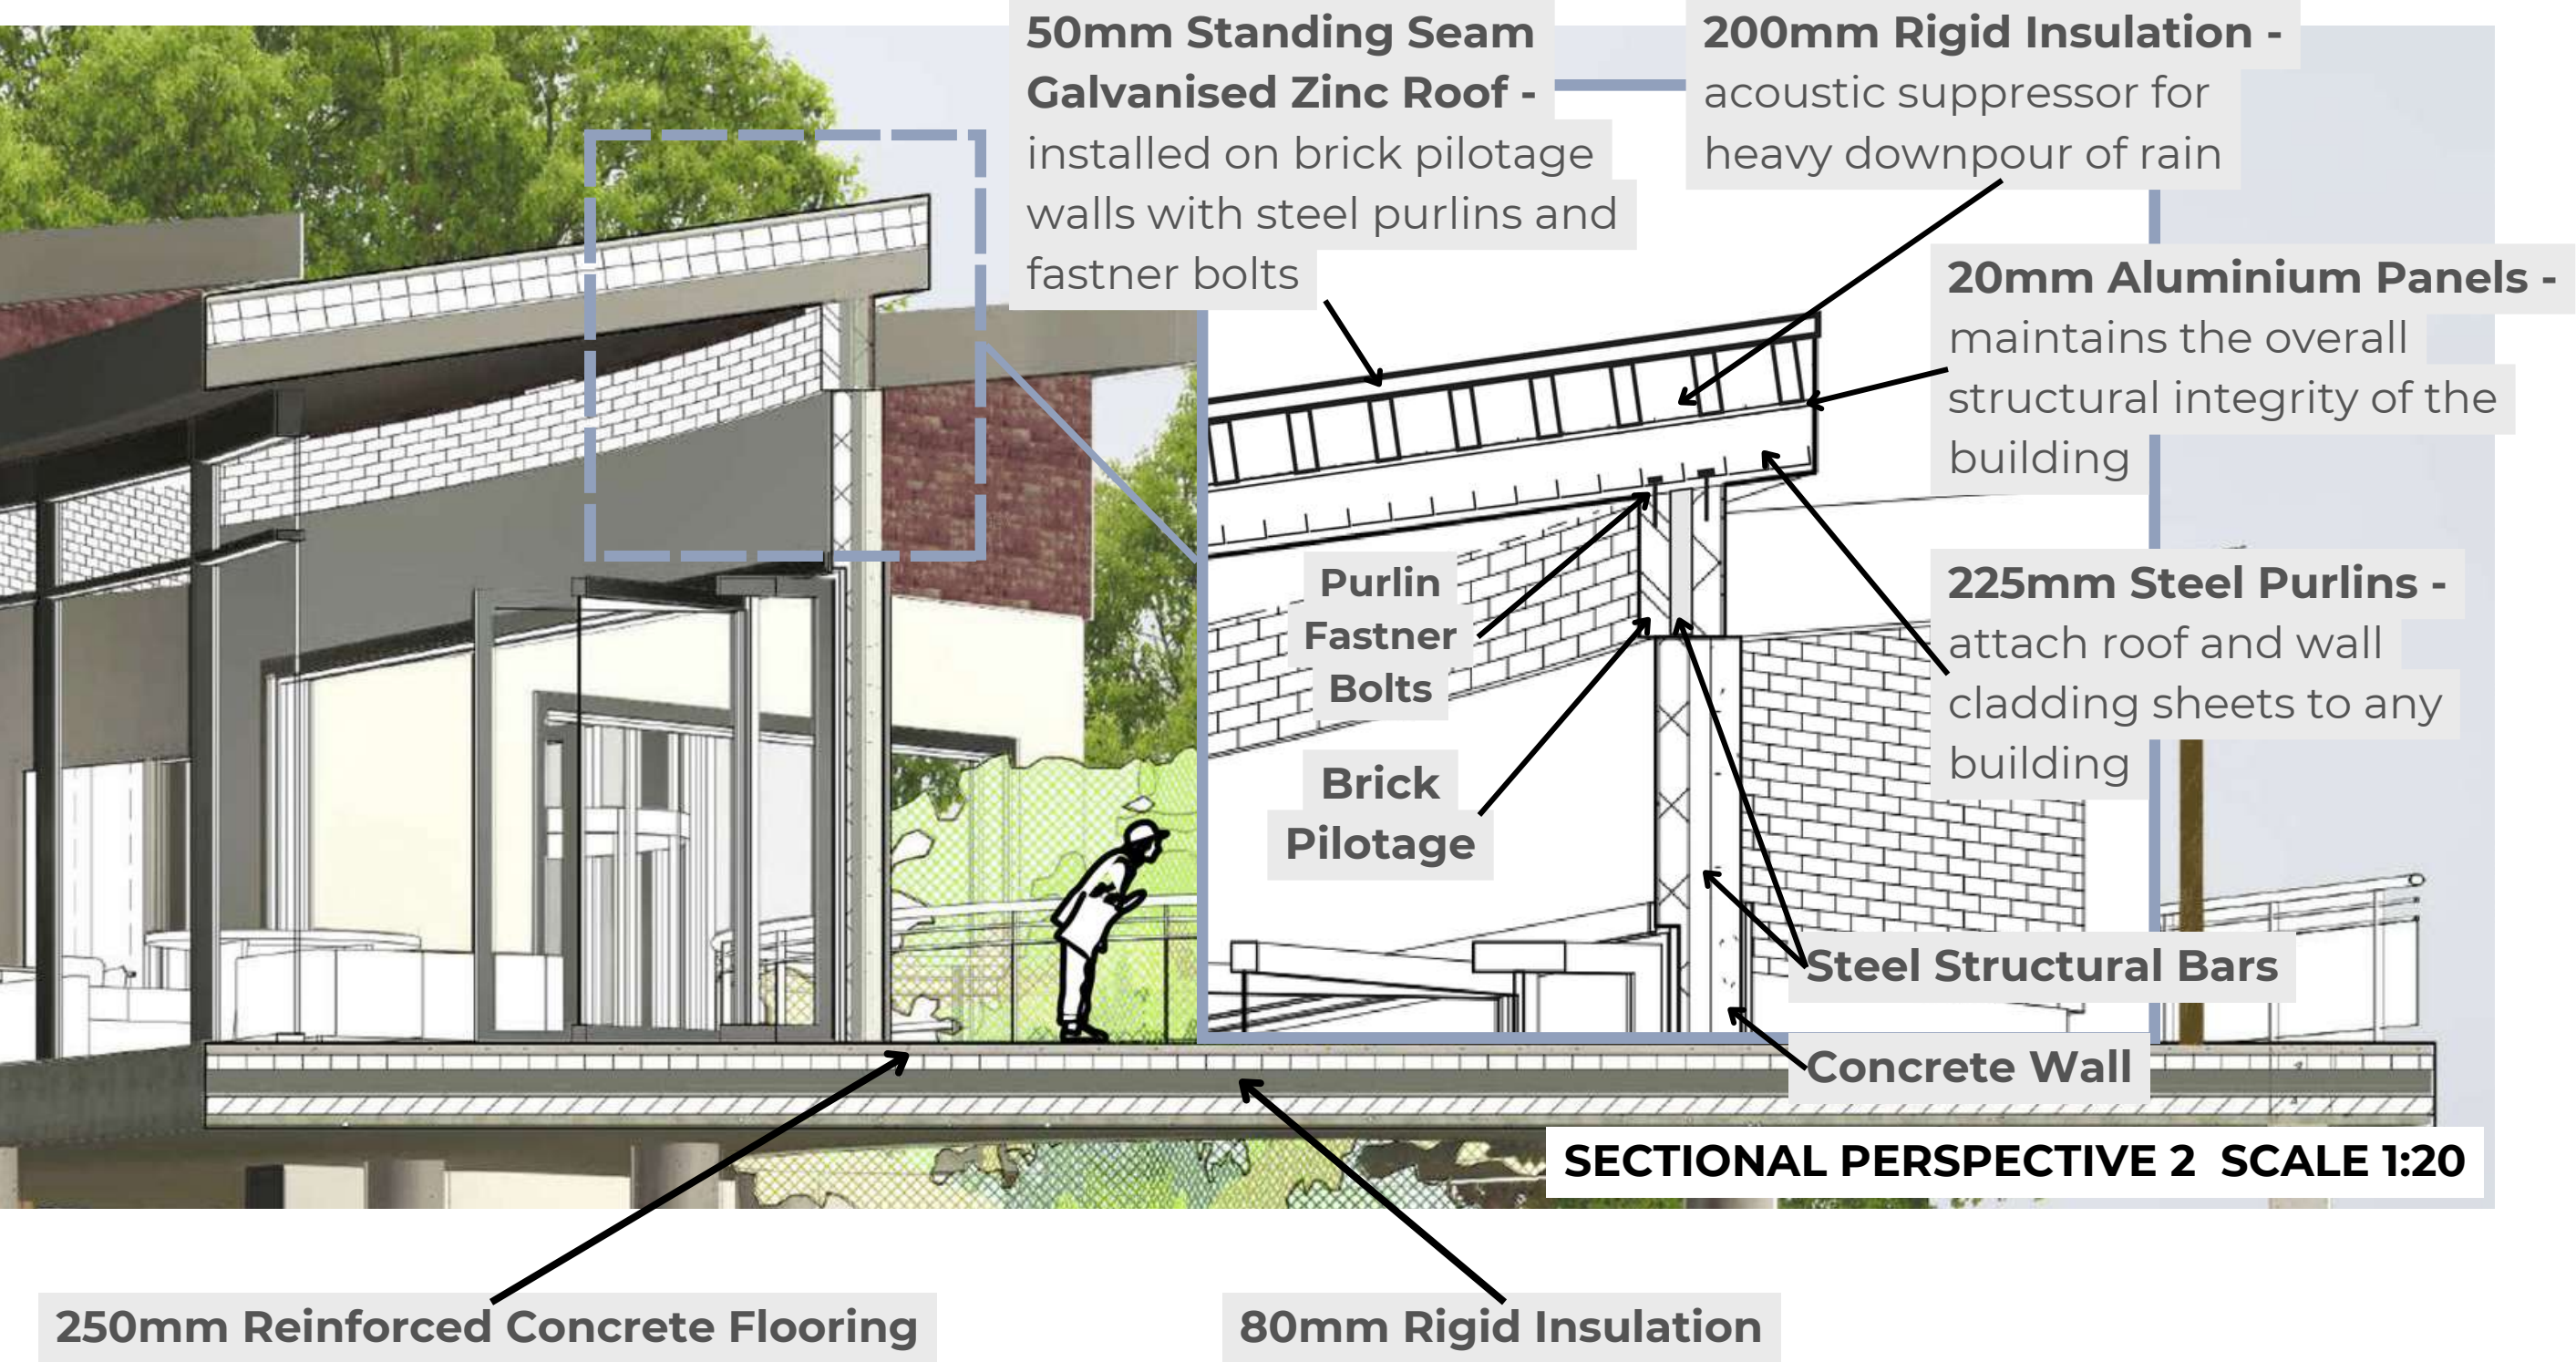 50mm Standing Seam
Galvanised Zinc Roof -
installed on brick pilotage
walls with steel purlins and
fastner bolts
200mm Rigid Insulation -
acoustic suppressor for
heavy downpour of rain
20mm Aluminium Panels -
maintains the overall
structural integrity of the
building
Purlin
Fastner
Bolts
225mm Steel Purlins -
attach roof and wall
cladding sheets to any
building
Brick
Pilotage
Steel Structural Bars
Concrete Wall
SECTIONAL PERSPECTIVE 2 SCALE 1:20
250mm Reinforced Concrete Flooring
80mm Rigid Insulation